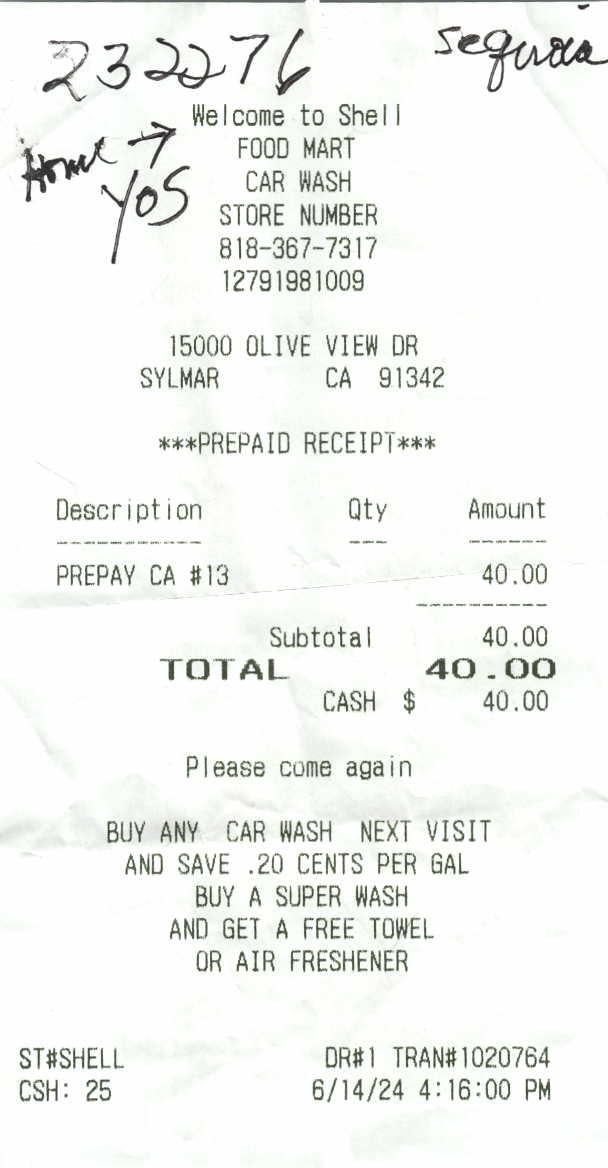 232276 Sequoia
Home →
YOS
Welcome to Shell
FOOD MART
CAR WASH
STORE NUMBER
818-367-7317
12791981009
15000 OLIVE VIEW DR
SYLMAR CA 91342
***PREPAID RECEIPT***
Description Qty Amount
----------- --- ------
PREPAY CA #13 40.00
----------
Subtotal 40.00
TOTAL 40.00
CASH $ 40.00
Please come again
BUY ANY CAR WASH NEXT VISIT
AND SAVE .20 CENTS PER GAL
BUY A SUPER WASH
AND GET A FREE TOWEL
OR AIR FRESHENER
ST#SHELL DR#1 TRAN#1020764
CSH: 25 6/14/24 4:16:00 PM